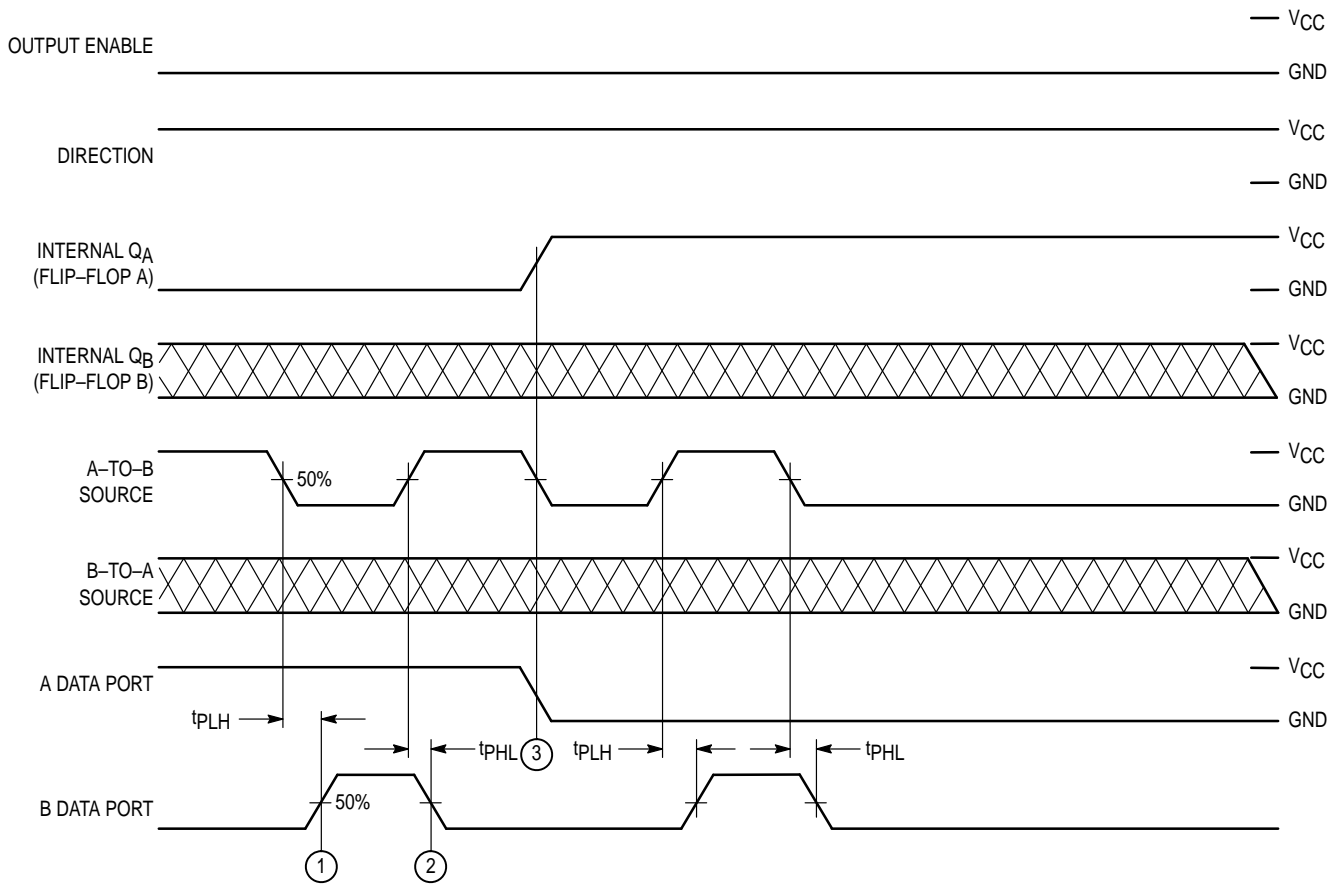 OUTPUT ENABLE
VCC
GND
DIRECTION
VCC
GND
INTERNAL QA
(FLIP–FLOP A)
VCC
GND
INTERNAL QB
(FLIP–FLOP B)
VCC
GND
A–TO–B
SOURCE
50%
VCC
GND
B–TO–A
SOURCE
VCC
GND
A DATA PORT
VCC
GND
tPLH
tPHL
3
tPLH
tPHL
B DATA PORT
50%
1
2